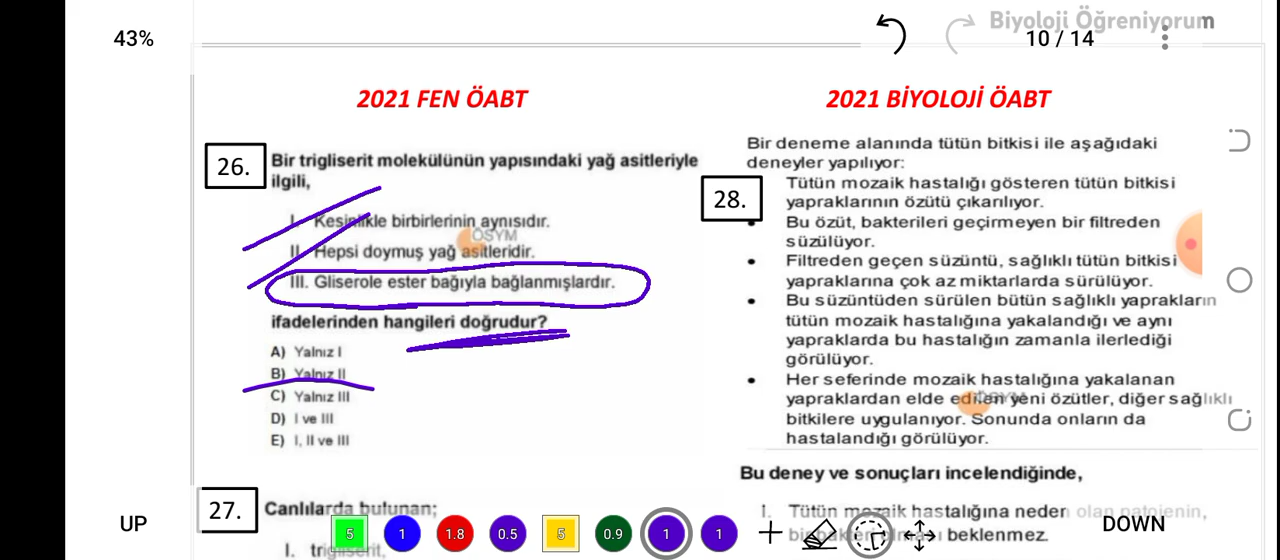 Biyoloji Öğreniyorum
43%
10 / 14
2021 FEN ÖABT
26.
Bir trigliserit molekülünün yapısındaki yağ asitleriyle
ilgili,
I. Kesinlikle birbirlerinin aynısıdır.
ÖSYM
II. Hepsi doymuş yağ asitleridir.
III. Gliserole ester bağıyla bağlanmışlardır.
ifadelerinden hangileri doğrudur?
A) Yalnız I
B) Yalnız II
C) Yalnız III
D) I ve III
E) I, II ve III
27.
Canlılarda bulunan;
I. trigliserit,
2021 BİYOLOJİ ÖABT
28.
Bir deneme alanında tütün bitkisi ile aşağıdaki
deneyler yapılıyor:
Tütün mozaik hastalığı gösteren tütün bitkisi
yapraklarının özütü çıkarılıyor.
• Bu özüt, bakterileri geçirmeyen bir filtreden
süzülüyor.
• Filtreden geçen süzüntü, sağlıklı tütün bitkisi
yapraklarına çok az miktarlarda sürülüyor.
• Bu süzüntüden sürülen bütün sağlıklı yaprakların
tütün mozaik hastalığına yakalandığı ve aynı
yapraklarda bu hastalığın zamanla ilerlediği
görülüyor.
• Her seferinde mozaik hastalığına yakalanan
yapraklardan elde edilen yeni özütler, diğer sağlıklı
bitkilere uygulanıyor. Sonunda onların da
hastalandığı görülüyor.
Bu deney ve sonuçları incelendiğinde,
I. Tütün mozaik hastalığına neden olan patojenin,
beklenmez.
UP
5
1
1.8
0.5
5
0.9
1
1
DOWN